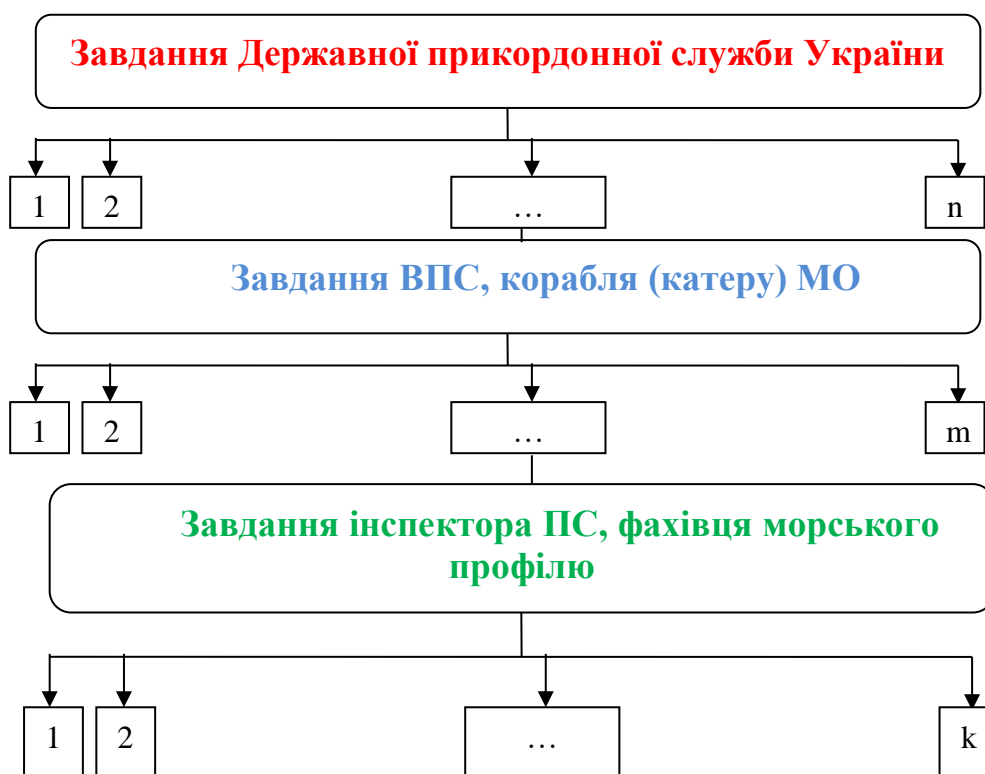 Завдання Державної прикордонної служби України
1 2 … n
Завдання ВПС, корабля (катеру) МО
1 2 … m
Завдання інспектора ПС, фахівця морського
профілю
1 2 … k